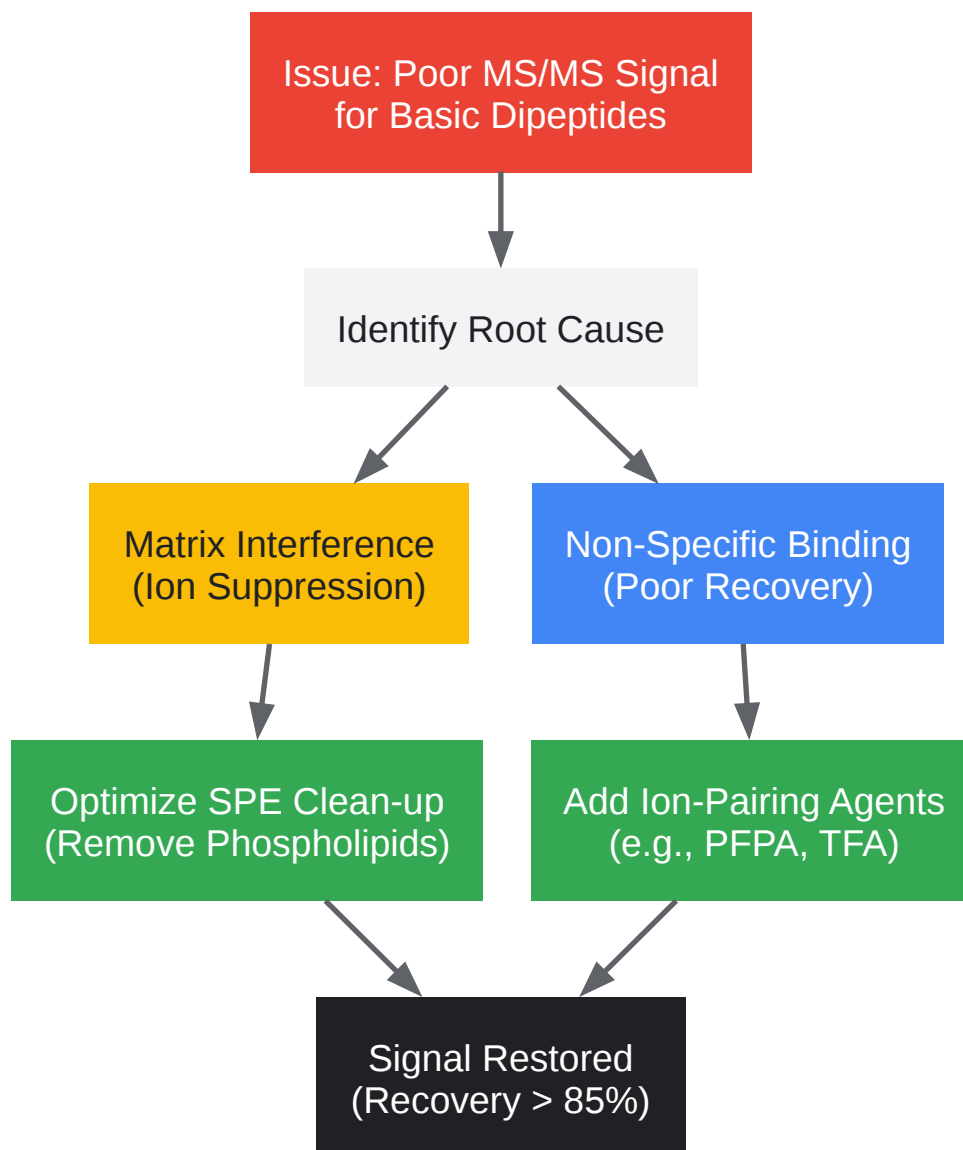 Issue: Poor MS/MS Signal
for Basic Dipeptides
Identify Root Cause
Matrix Interference
(Ion Suppression)
Non-Specific Binding
(Poor Recovery)
Optimize SPE Clean-up
(Remove Phospholipids)
Add Ion-Pairing Agents
(e.g., PFPA, TFA)
Signal Restored
(Recovery > 85%)